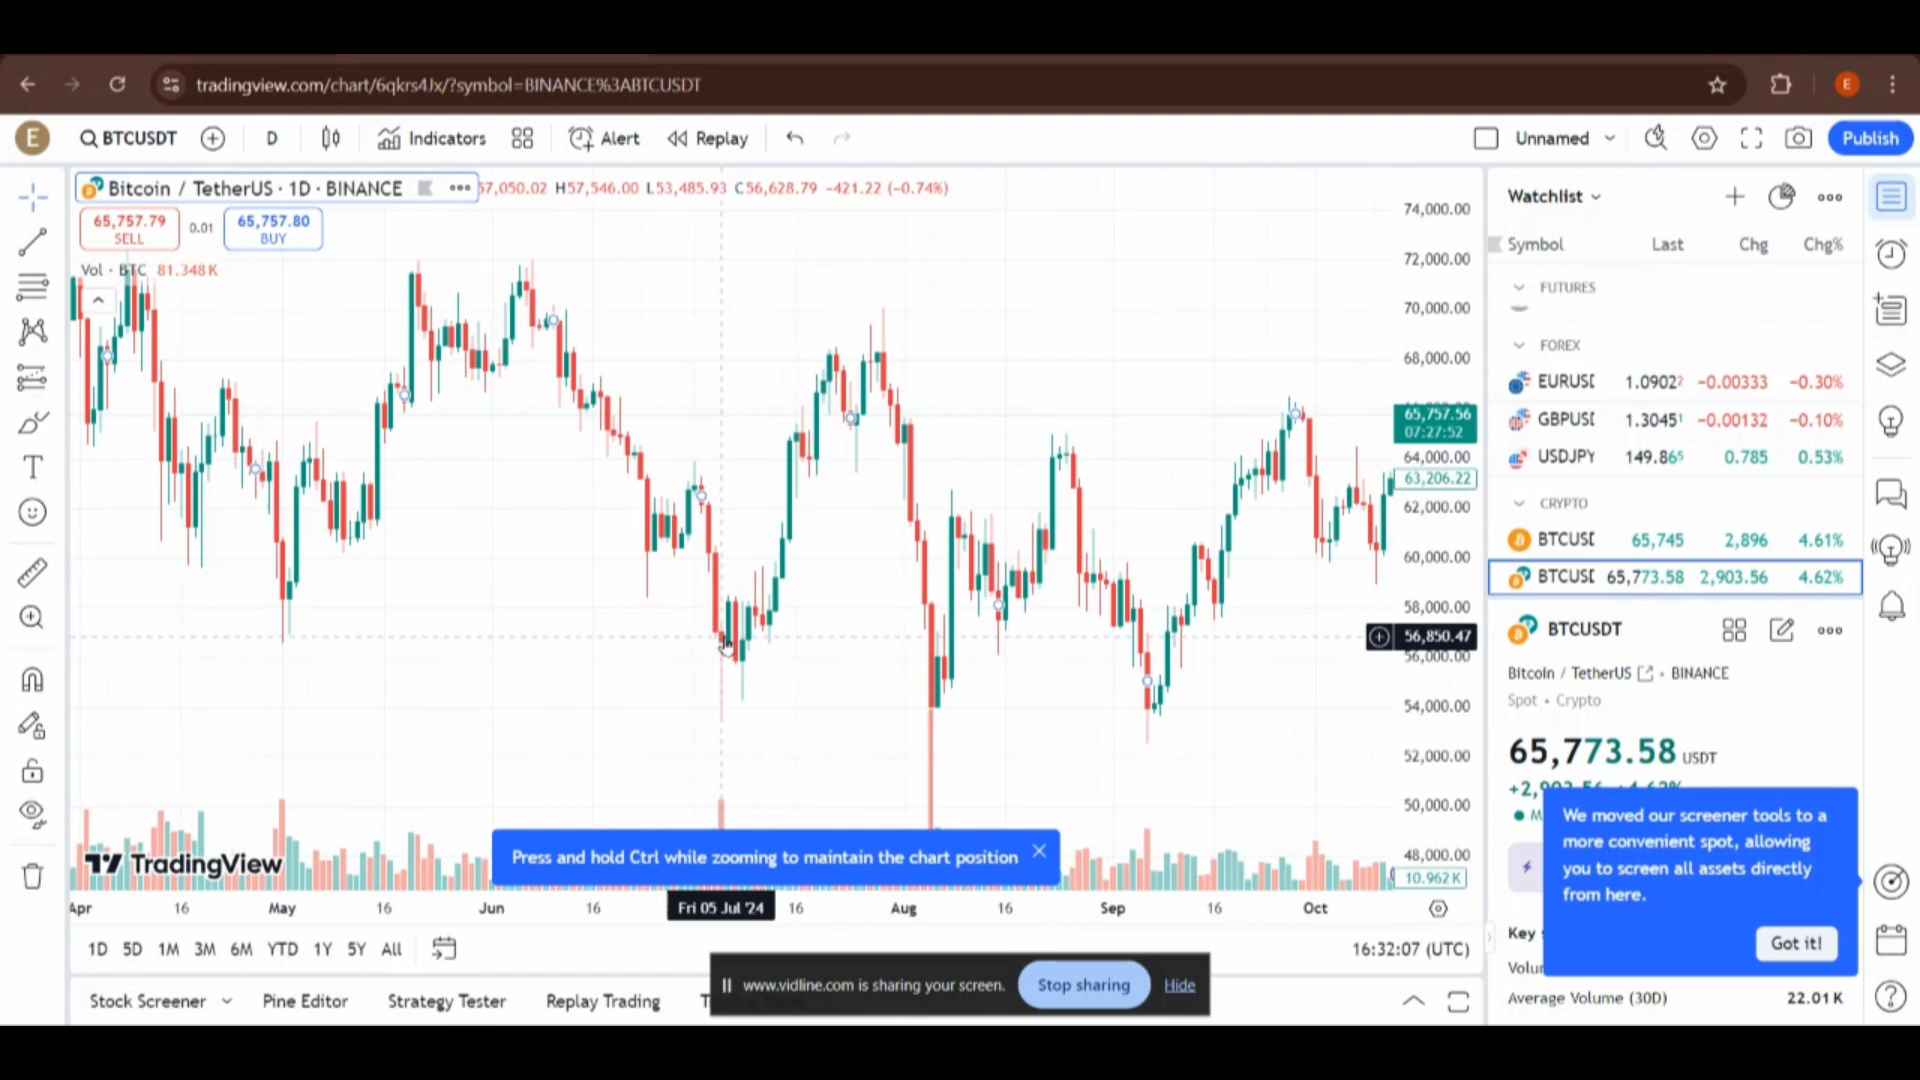 tradingview.com/chart/6qkrs4Jx/?symbol=BINANCE%3ABTCUSDT
E
E
BTCUSDT
D
Indicators
Alert
Replay
Unnamed
Publish
Bitcoin / TetherUS · 1D · BINANCE
57,050.02 H57,546.00 L53,485.93 C56,628.79 −421.22 (−0.74%)
65,757.79
SELL
0.01
65,757.80
BUY
Vol · BTC 81.348 K
74,000.00
72,000.00
70,000.00
68,000.00
65,757.56
07:27:52
64,000.00
63,206.22
62,000.00
60,000.00
58,000.00
56,850.47
56,000.00
54,000.00
52,000.00
50,000.00
48,000.00
10.962 K
TradingView
Press and hold Ctrl while zooming to maintain the chart position
Apr 16 May 16 Jun 16 Fri 05 Jul '24 16 Aug 16 Sep 16 Oct
1D 5D 1M 3M 6M YTD 1Y 5Y All
16:32:07 (UTC)
Stock Screener Pine Editor Strategy Tester Replay Trading
www.vidline.com is sharing your screen. Stop sharing Hide
Watchlist
Symbol Last Chg Chg%
FUTURES
FOREX
EURUSD 1.09022 −0.00333 −0.30%
GBPUSD 1.30451 −0.00132 −0.10%
USDJPY 149.865 0.785 0.53%
CRYPTO
BTCUSD 65,745 2,896 4.61%
BTCUSD 65,773.58 2,903.56 4.62%
BTCUSDT
Bitcoin / TetherUS • BINANCE
Spot • Crypto
65,773.58 USDT
We moved our screener tools to a
more convenient spot, allowing
you to screen all assets directly
from here.
Got it!
Key
Average Volume (30D) 22.01 K